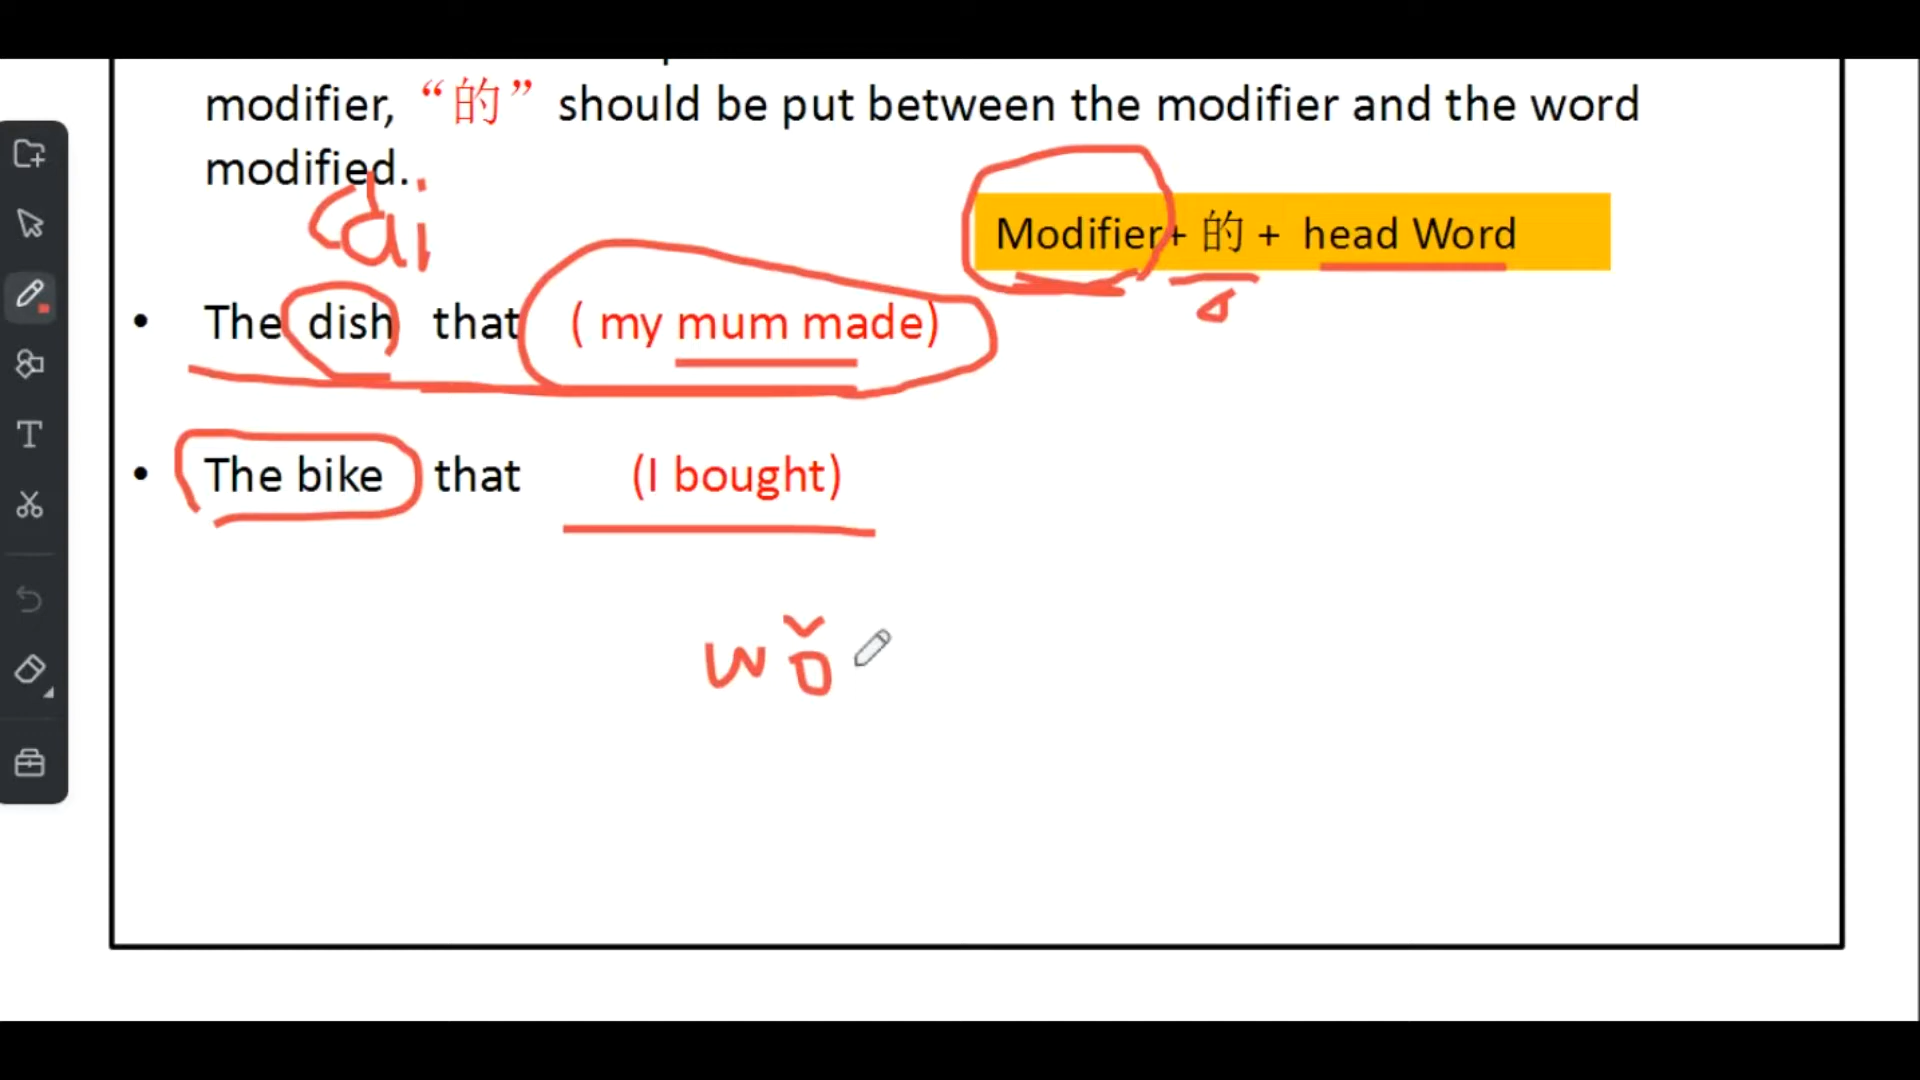 modifier, “的” should be put between the modifier and the word
modified.
Modifier+ 的 + head Word
cai
The dish that ( my mum made)
The bike that (I bought)
wǒ